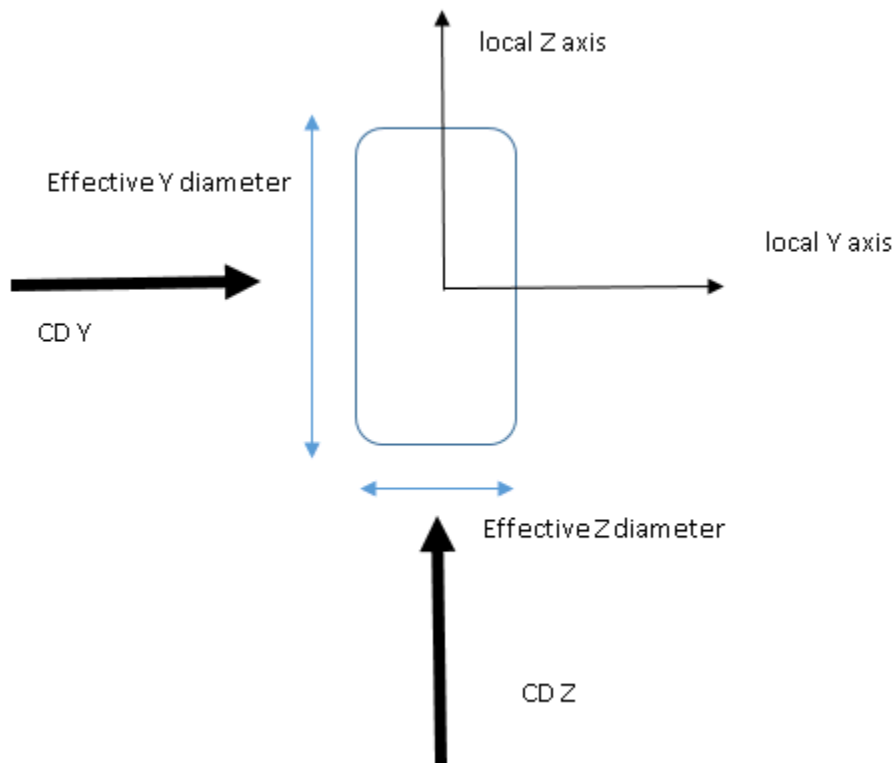 local Z axis
Effective Y diameter
local Y axis
CD Y
Effective Z diameter
CD Z